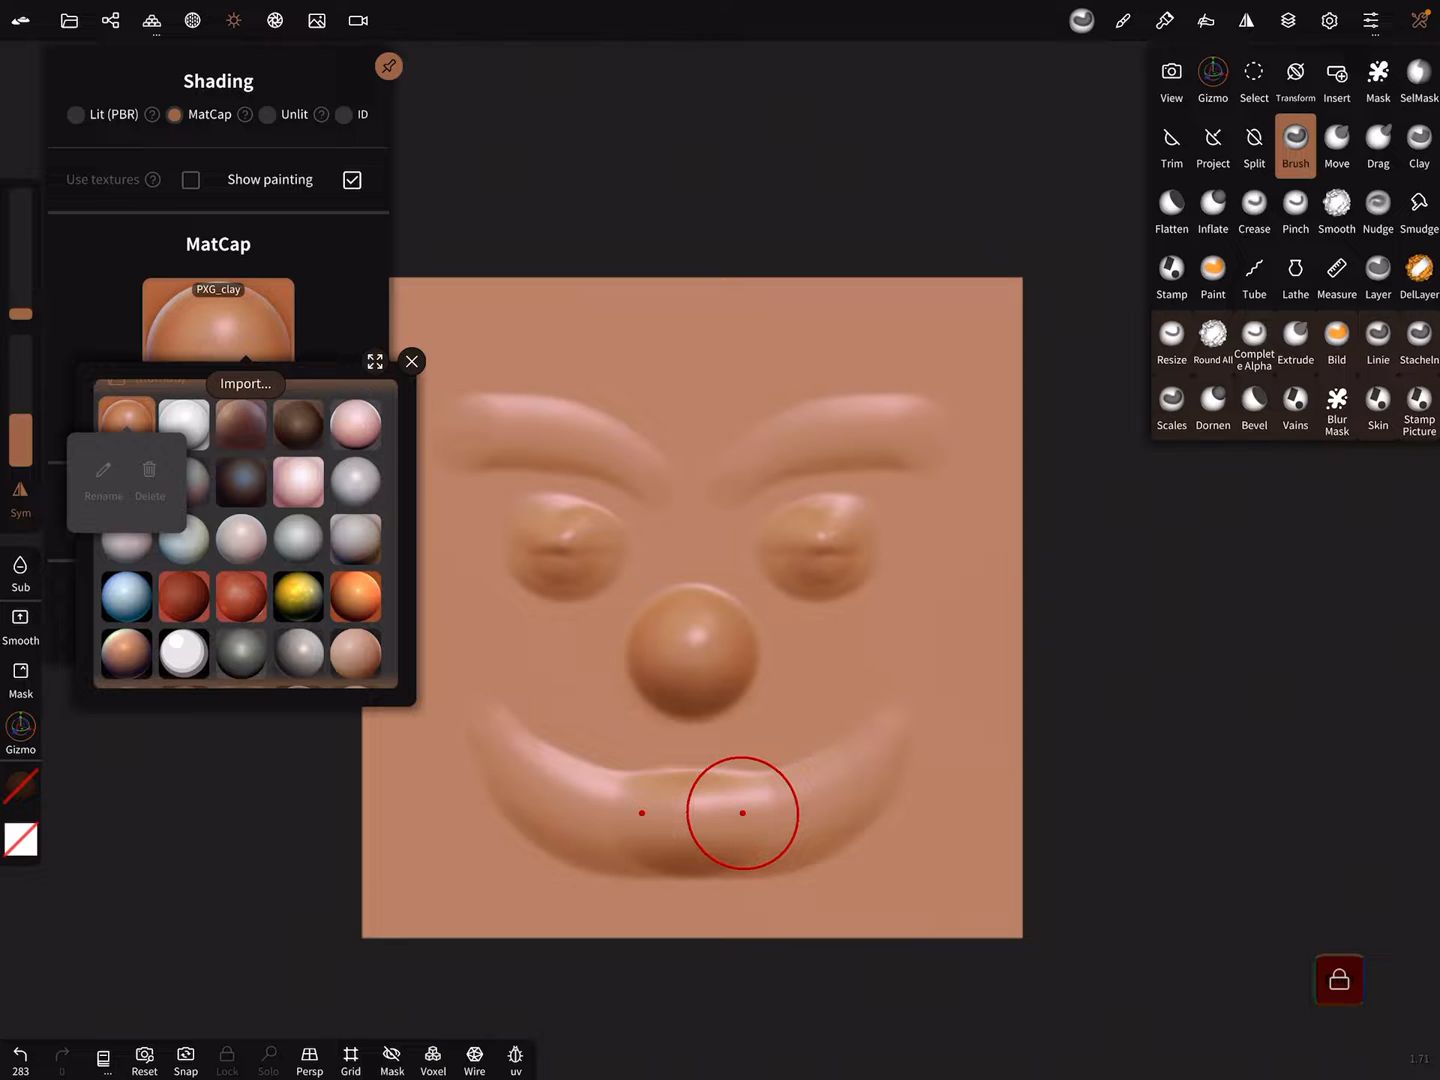 Shading
Lit (PBR) ? MatCap ? Unlit ? ID
Use textures ? Show painting
MatCap
PXG_clay
Import...
Rename Delete
Sym
Sub
Smooth
Mask
Gizmo
View Gizmo Select Transform Insert Mask SelMask
Trim Project Split Brush Move Drag Clay
Flatten Inflate Crease Pinch Smooth Nudge Smudge
Stamp Paint Tube Lathe Measure Layer DelLayer
Resize Round All Complet
e Alpha Extrude Bild Linie Stacheln
Scales Dornen Bevel Vains Blur
Mask Skin Stamp
Picture
283 0 ... Reset Snap Lock Solo Persp Grid Mask Voxel Wire uv
1.71